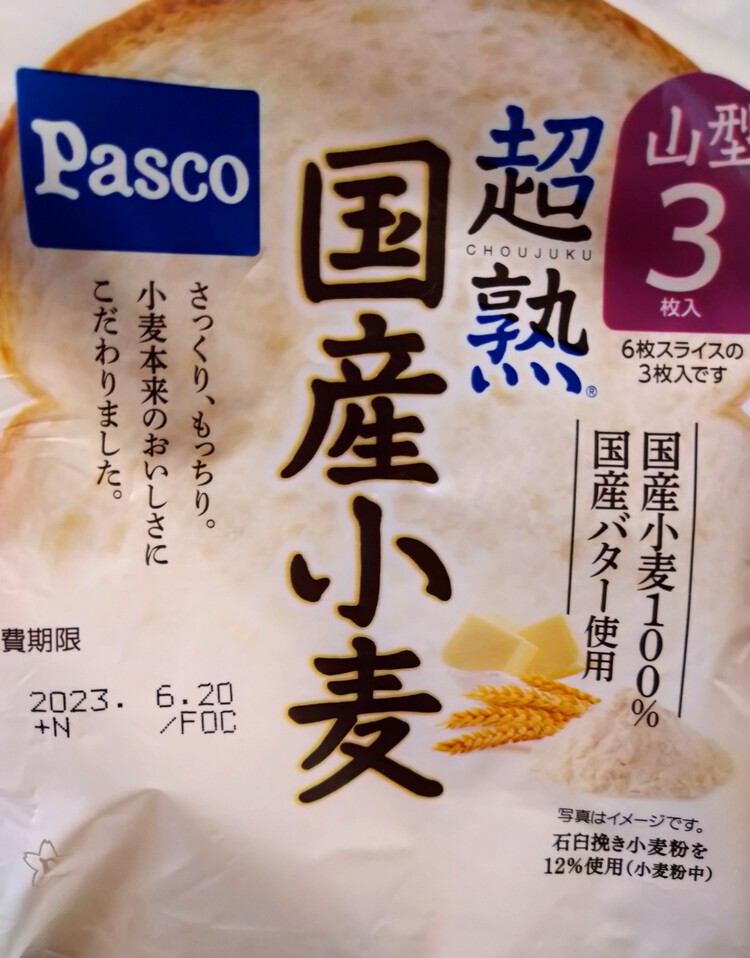 Pasco
超熟
CHOUJUKU
®
国産小麦
山型
3
枚入
6枚スライスの
3枚入です
国産小麦100%
国産バター使用
さっくり、もっちり。
小麦本来のおいしさに
こだわりました。
費期限
2023. 6.20
+N /FOC
写真はイメージです。
石臼挽き小麦粉を
12%使用(小麦粉中)